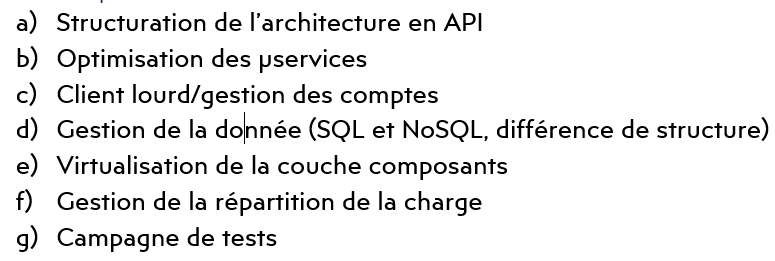 a) Structuration de l’architecture en API
b) Optimisation des µservices
c) Client lourd/gestion des comptes
d) Gestion de la donnée (SQL et NoSQL, différence de structure)
e) Virtualisation de la couche composants
f) Gestion de la répartition de la charge
g) Campagne de tests